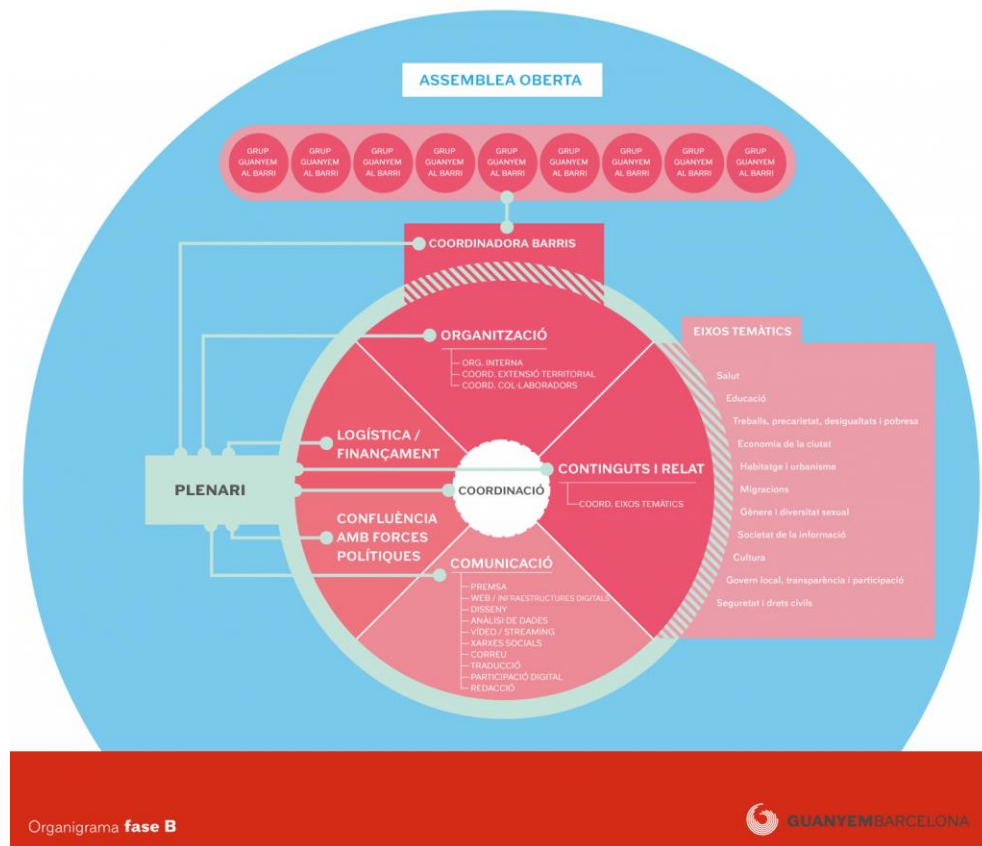 ASSEMBLEA OBERTA
GRUP
GUANYEM
AL BARRI
GRUP
GUANYEM
AL BARRI
GRUP
GUANYEM
AL BARRI
GRUP
GUANYEM
AL BARRI
GRUP
GUANYEM
AL BARRI
GRUP
GUANYEM
AL BARRI
GRUP
GUANYEM
AL BARRI
GRUP
GUANYEM
AL BARRI
GRUP
GUANYEM
AL BARRI
COORDINADORA BARRIS
ORGANITZACIÓ
ORG. INTERNA
COORD. EXTENSIÓ TERRITORIAL
COORD. COL·LABORADORS
LOGÍSTICA /
FINANÇAMENT
PLENARI
COORDINACIÓ
CONTINGUTS I RELAT
COORD. EIXOS TEMÀTICS
CONFLUÈNCIA
AMB FORCES
POLÍTIQUES
COMUNICACIÓ
PREMSA
WEB / INFRAESTRUCTURES DIGITALS
DISSENY
ANÀLISI DE DADES
VÍDEO / STREAMING
XARXES SOCIALS
CORREU
TRADUCCIÓ
PARTICIPACIÓ DIGITAL
REDACCIÓ
EIXOS TEMÀTICS
Salut
Educació
Treballs, precarietat, desigualtats i pobresa
Economia de la ciutat
Habitatge i urbanisme
Migracions
Gènere i diversitat sexual
Societat de la informació
Cultura
Govern local, transparència i participació
Seguretat i drets civils
Organigrama fase B
GUANYEMBARCELONA